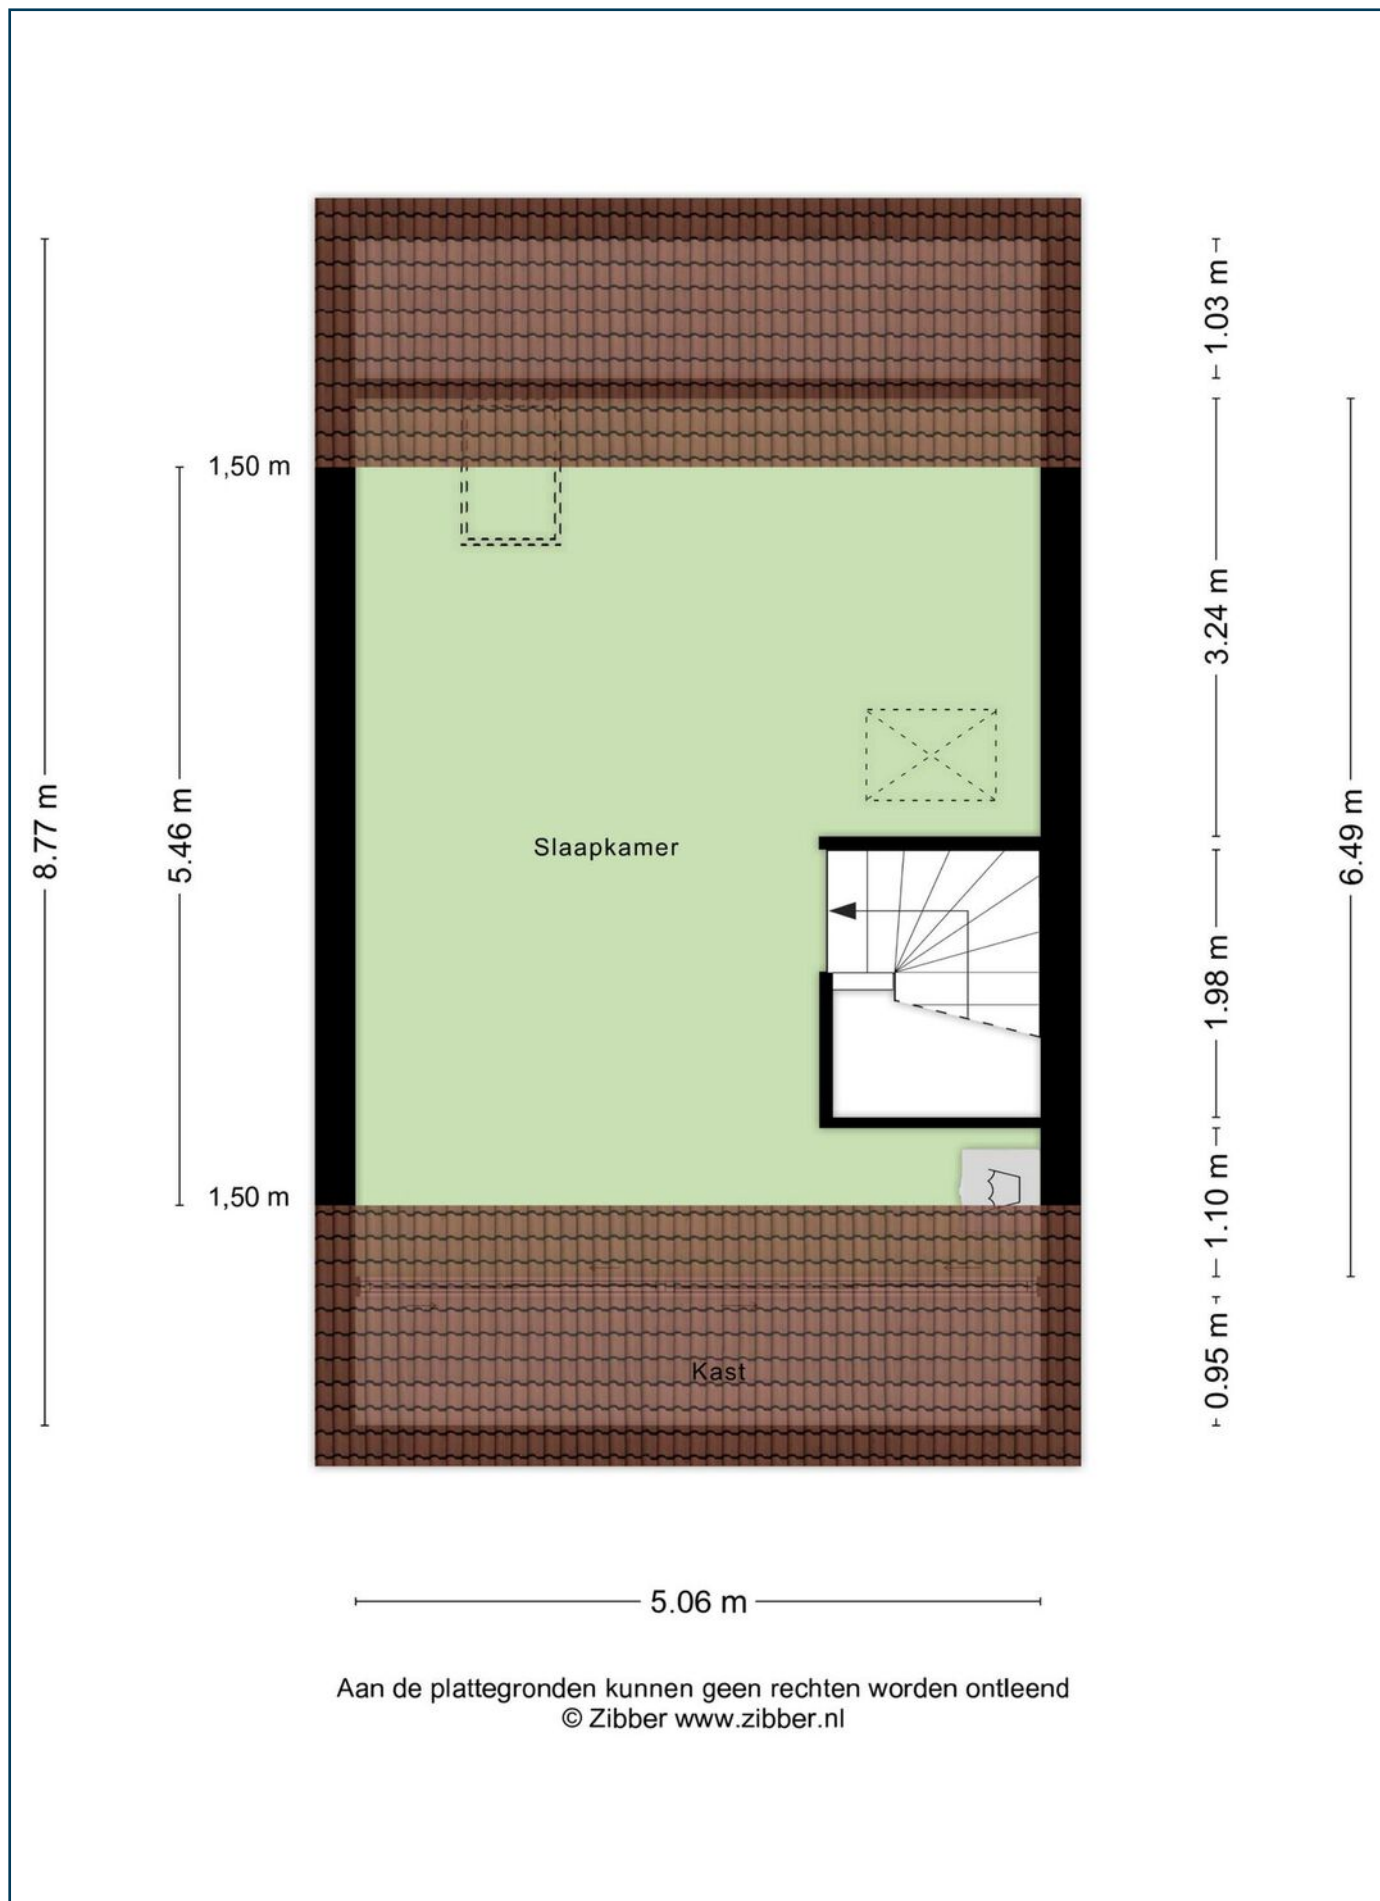 1.03 m
1,50 m
3.24 m
Slaapkamer
8.77 m
5.46 m
6.49 m
1.98 m
1,50 m
1.10 m
0.95 m
Kast
5.06 m
Aan de plattegronden kunnen geen rechten worden ontleend
© Zibber www.zibber.nl